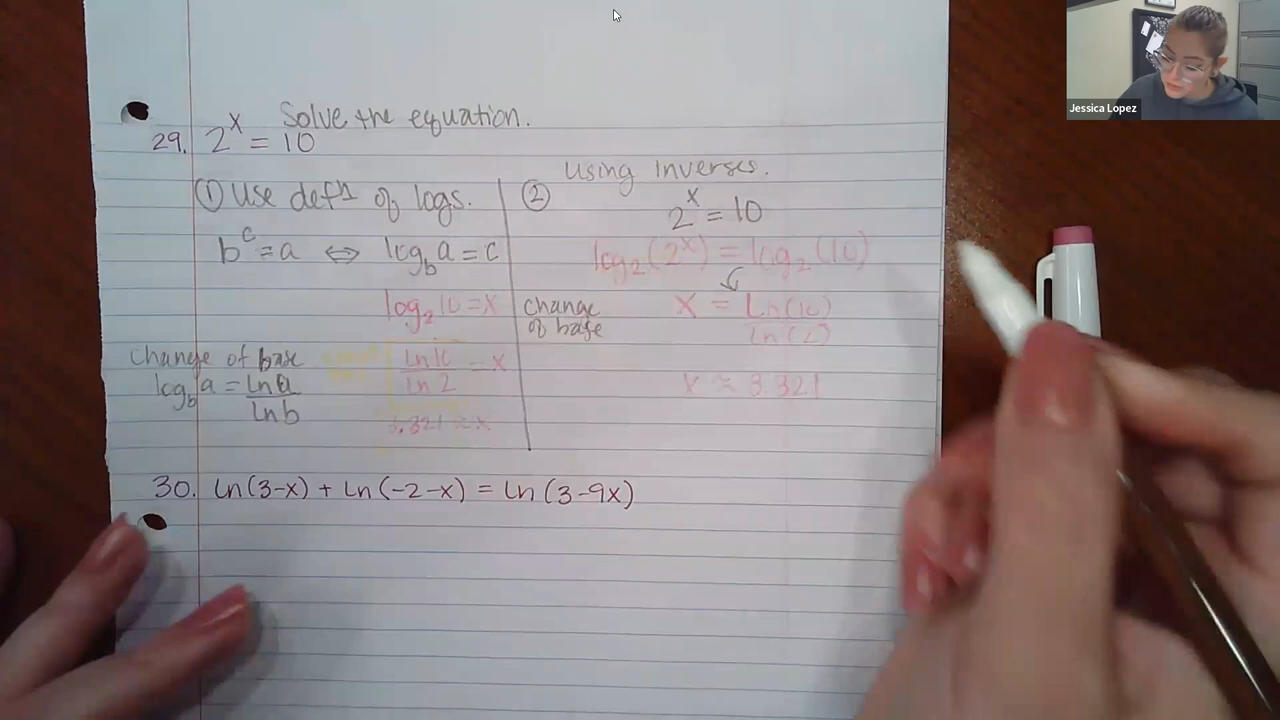 Jessica Lopez
Solve the equation.
29. 2^x = 10
① Use def'n of logs.
b^c = a ⇔ log_b a = c
log_2 10 = x
Change of base
log_b a = ln a / ln b
ln 10 / ln 2 = x
3.321 ≈ x
② Using inverses.
2^x = 10
log_2(2^x) = log_2(10)
change
of base
x = ln(10) / ln(2)
x ≈ 3.321
30. ln(3-x) + ln(-2-x) = ln(3-9x)